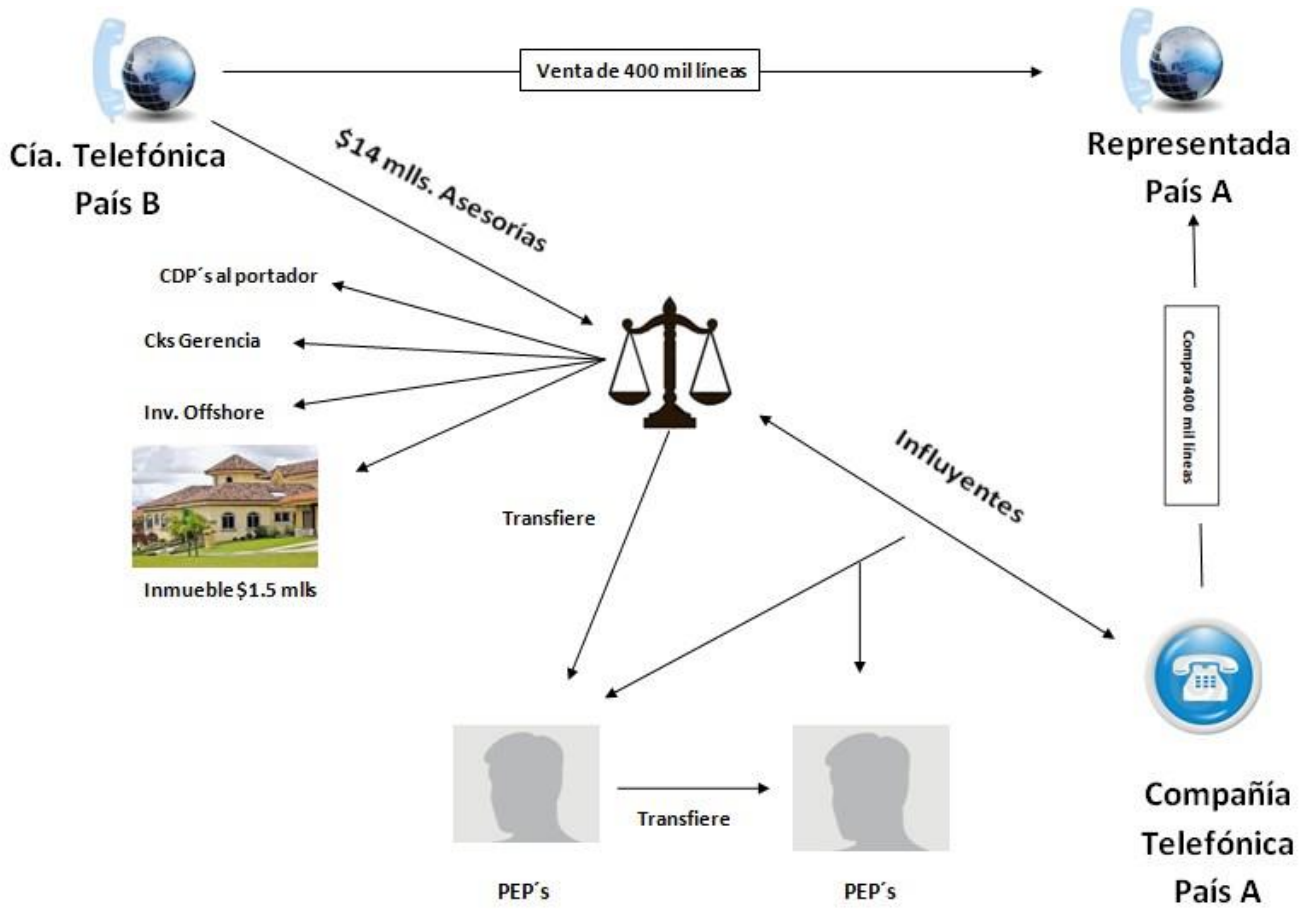 Venta de 400 mil líneas
Cía. Telefónica
País B
Representada
País A
$14 mlls. Asesorías
CDP´s al portador
Cks Gerencia
Inv. Offshore
Inmueble $1.5 mlls
Compra 400 mil líneas
Influyentes
Transfiere
Transfiere
PEP´s
PEP´s
Compañía
Telefónica
País A